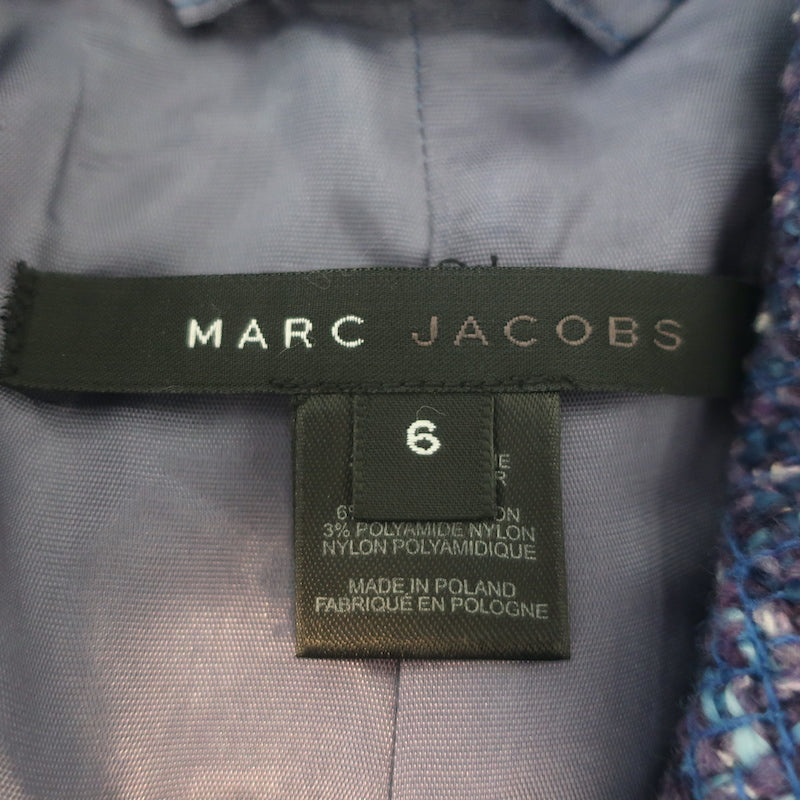 MARC JACOBS
6
3% POLYAMIDE NYLON
NYLON POLYAMIDIQUE
MADE IN POLAND
FABRIQUÉ EN POLOGNE